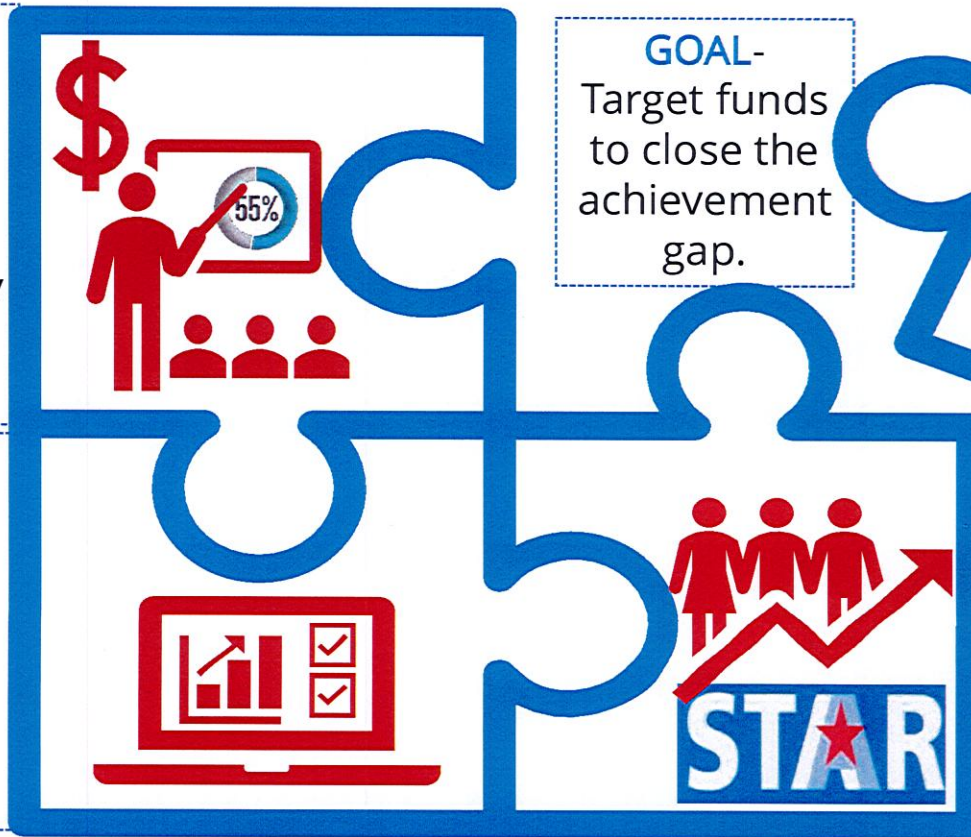 $
55%
GOAL-
Target funds
to close the
achievement
gap.
STAR